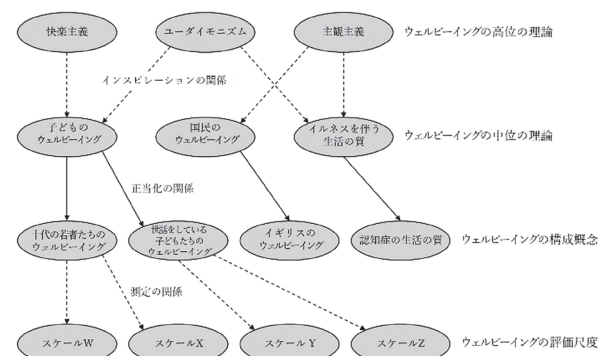 快楽主義
ユーダイモニズム
主観主義
ウェルビーイングの高位の理論
インスピレーションの関係
子どもの
ウェルビーイング
国民の
ウェルビーイング
イルネスを伴う
生活の質
ウェルビーイングの中位の理論
正当化の関係
十代の若者たちの
ウェルビーイング
世話をしている
子どもたちの
ウェルビーイング
イギリスの
ウェルビーイング
認知症の生活の質
ウェルビーイングの構成概念
測定の関係
スケールW
スケールX
スケールY
スケールZ
ウェルビーイングの評価尺度